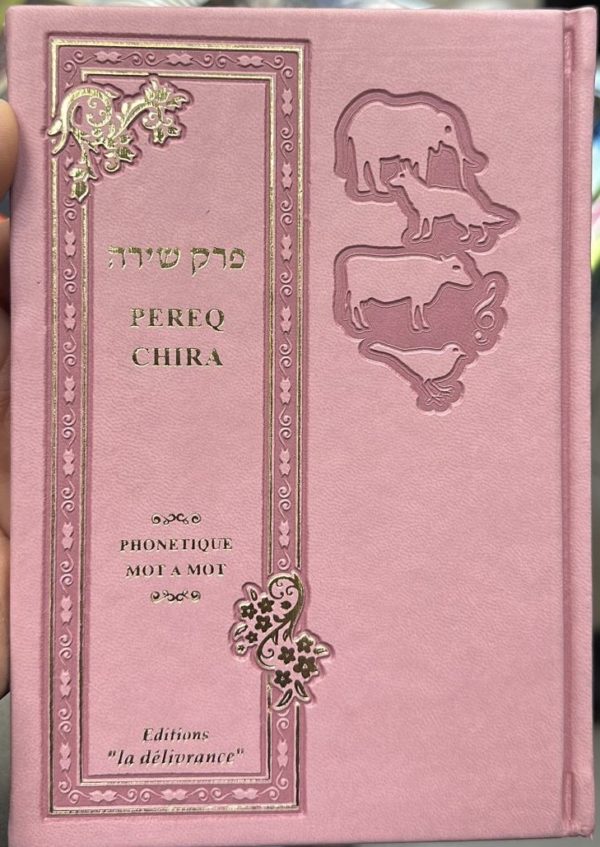 פרק שירה
PEREQ
CHIRA
PHONETIQUE
MOT A MOT
Editions
"la délivrance"